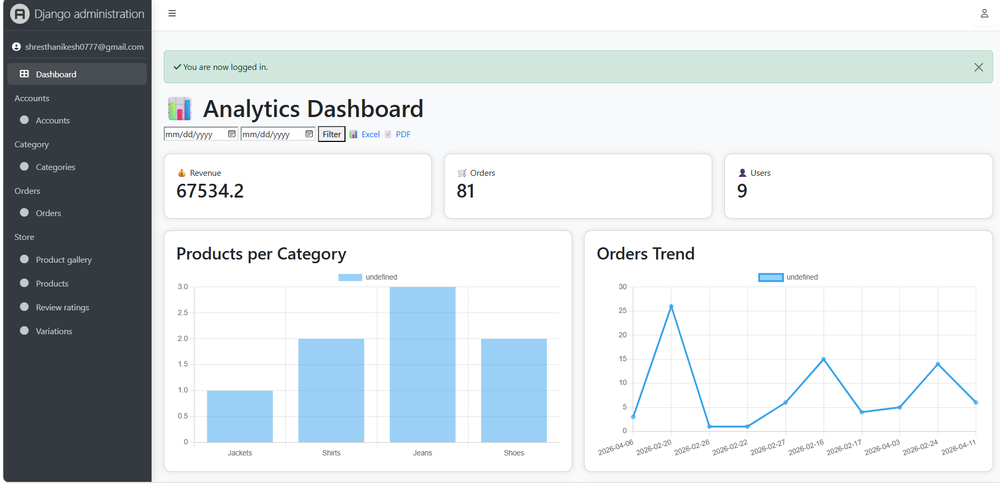 Django administration
shresthanikesh0777@gmail.com
Dashboard
Accounts
Accounts
Category
Categories
Orders
Orders
Store
Product gallery
Products
Review ratings
Variations
You are now logged in.
Analytics Dashboard
mm/dd/yyyy mm/dd/yyyy Filter Excel PDF
Revenue
67534.2
Orders
81
Users
9
Products per Category
undefined
3.0
2.5
2.0
1.5
1.0
0.5
0
Jackets Shirts Jeans Shoes
Orders Trend
undefined
30
25
20
15
10
5
0
2026-04-06 2026-02-20 2026-02-26 2026-02-22 2026-02-27 2026-02-16 2026-02-17 2026-04-03 2026-02-24 2026-04-11